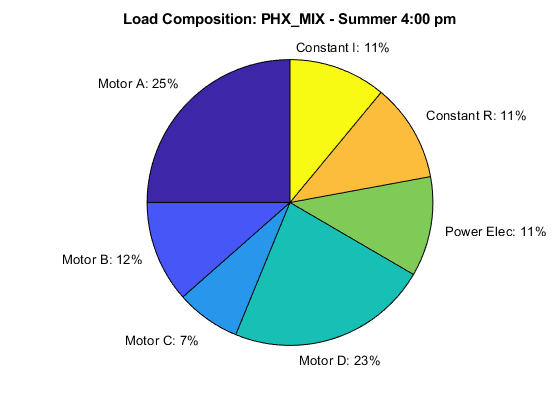 Load Composition: PHX_MIX - Summer 4:00 pm
Constant I: 11%
Motor A: 25%
Constant R: 11%
Power Elec: 11%
Motor B: 12%
Motor C: 7%
Motor D: 23%